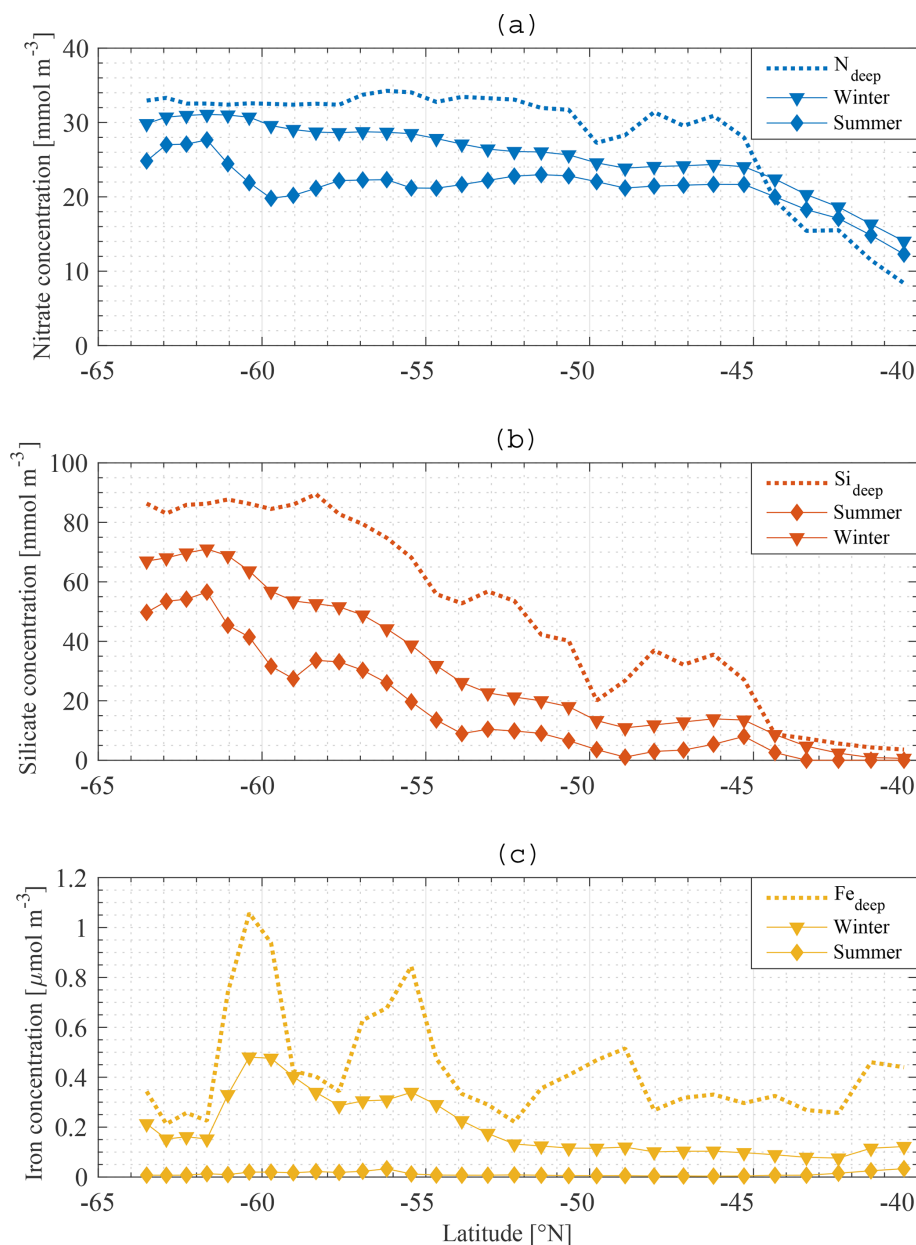 (a)
Nitrate concentration [mmol m⁻³]
40
30
20
10
0
N_deep
Winter
Summer
-65 -60 -55 -50 -45 -40
(b)
Silicate concentration [mmol m⁻³]
100
80
60
40
20
0
Si_deep
Summer
Winter
-65 -60 -55 -50 -45 -40
(c)
Iron concentration [μmol m⁻³]
1.2
1
0.8
0.6
0.4
0.2
0
Fe_deep
Winter
Summer
-65 -60 -55 -50 -45 -40
Latitude [°N]